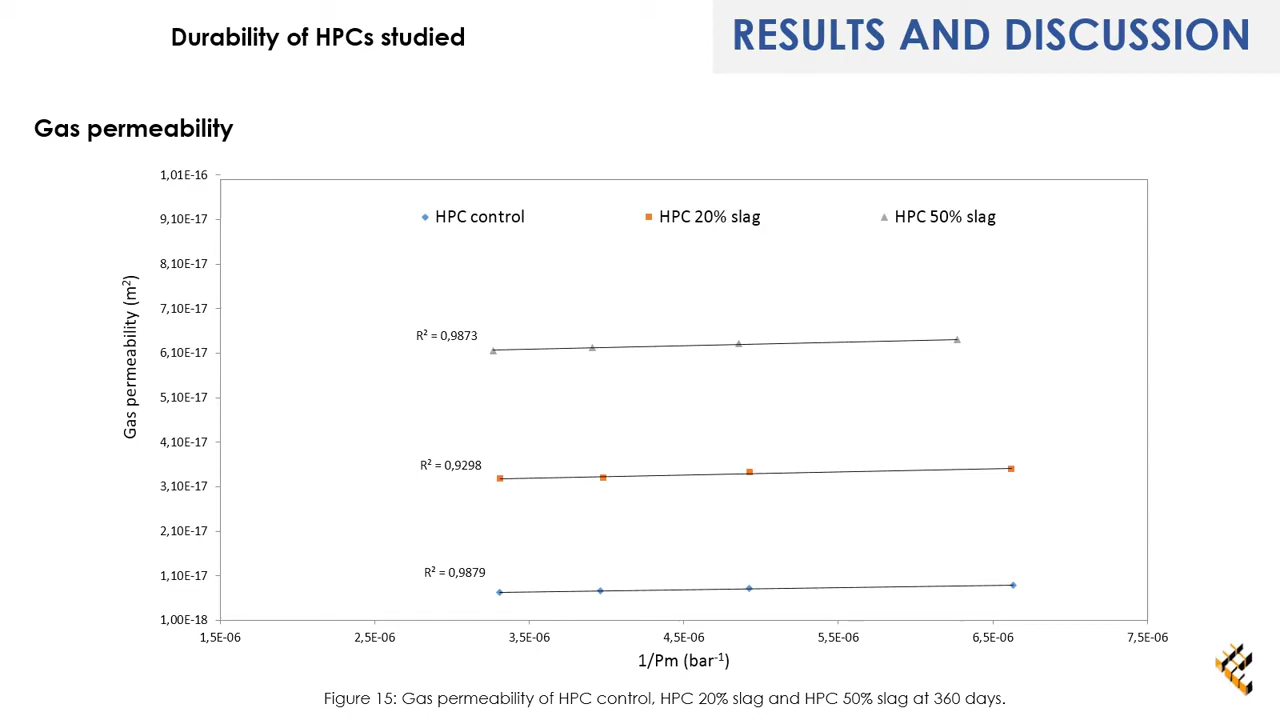 Durability of HPCs studied
RESULTS AND DISCUSSION
Gas permeability
1,01E-16
9,10E-17
8,10E-17
7,10E-17
6,10E-17
5,10E-17
4,10E-17
3,10E-17
2,10E-17
1,10E-17
1,00E-18
Gas permeability (m²)
HPC control
HPC 20% slag
HPC 50% slag
R² = 0,9873
R² = 0,9298
R² = 0,9879
1,5E-06
2,5E-06
3,5E-06
4,5E-06
5,5E-06
6,5E-06
7,5E-06
1/Pm (bar⁻¹)
Figure 15: Gas permeability of HPC control, HPC 20% slag and HPC 50% slag at 360 days.